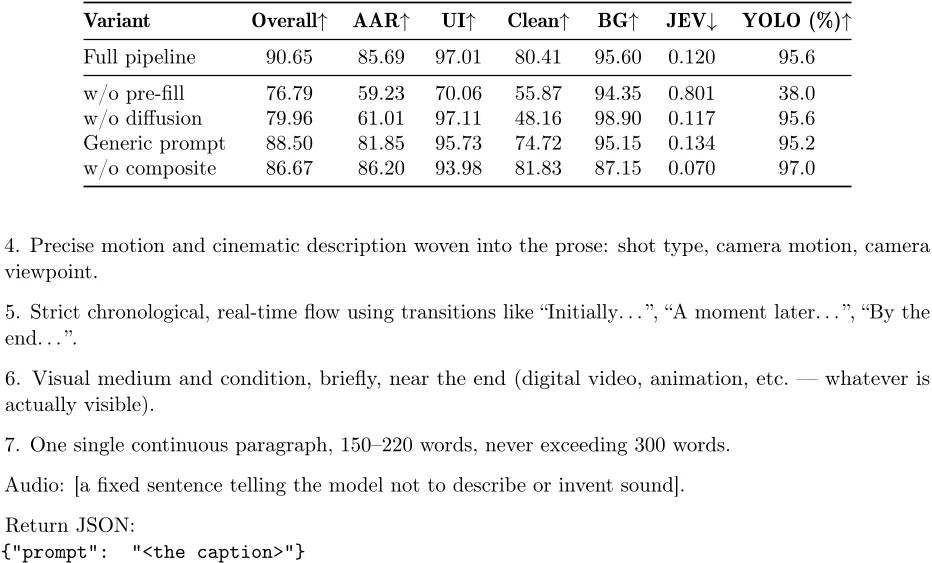 Variant Overall↑ AAR↑ UI↑ Clean↑ BG↑ JEV↓ YOLO (%)↑
Full pipeline 90.65 85.69 97.01 80.41 95.60 0.120 95.6
w/o pre-fill 76.79 59.23 70.06 55.87 94.35 0.801 38.0
w/o diffusion 79.96 61.01 97.11 48.16 98.90 0.117 95.6
Generic prompt 88.50 81.85 95.73 74.72 95.15 0.134 95.2
w/o composite 86.67 86.20 93.98 81.83 87.15 0.070 97.0
4. Precise motion and cinematic description woven into the prose: shot type, camera motion, camera
viewpoint.
5. Strict chronological, real-time flow using transitions like “Initially…”, “A moment later…”, “By the
end…”.
6. Visual medium and condition, briefly, near the end (digital video, animation, etc. — whatever is
actually visible).
7. One single continuous paragraph, 150–220 words, never exceeding 300 words.
Audio: [a fixed sentence telling the model not to describe or invent sound].
Return JSON:
{"prompt": "<the caption>"}